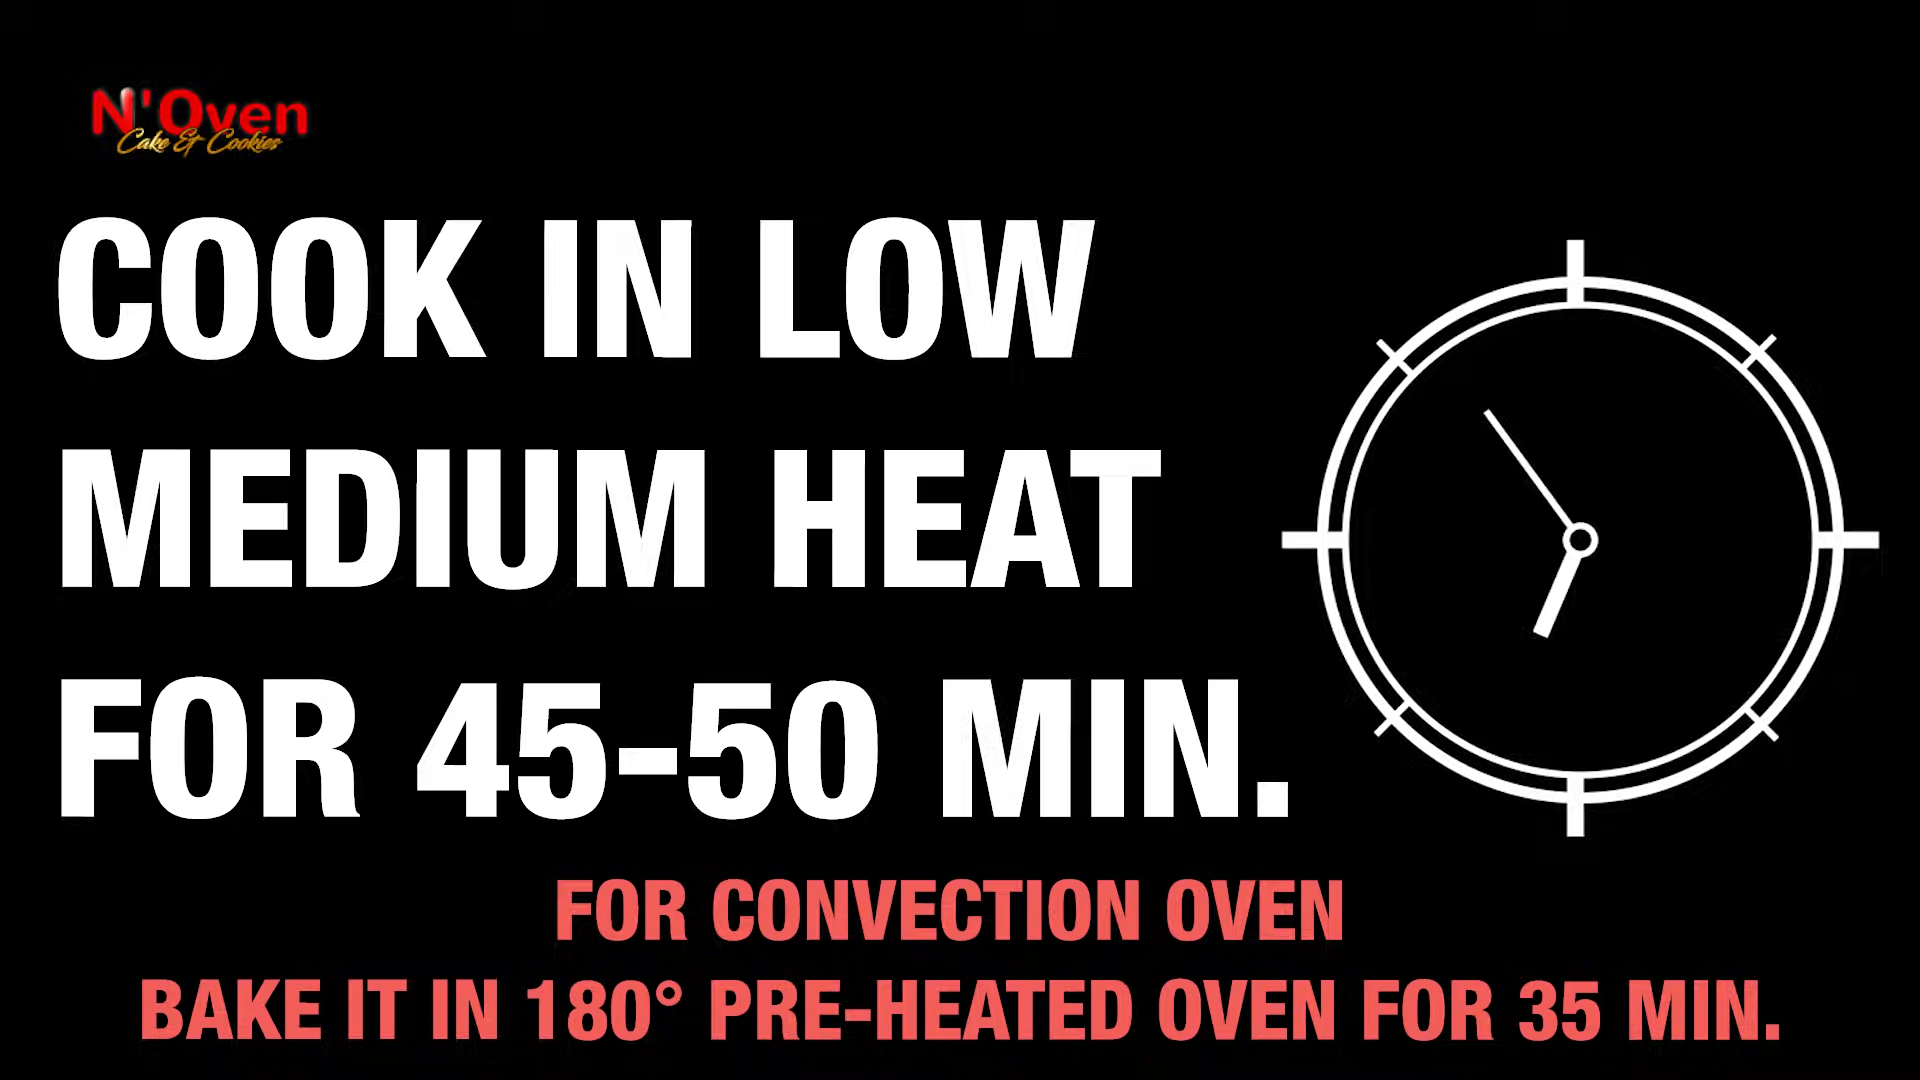 N'Oven
Cake & Cookies
COOK IN LOW
MEDIUM HEAT
FOR 45-50 MIN.
FOR CONVECTION OVEN
BAKE IT IN 180° PRE-HEATED OVEN FOR 35 MIN.